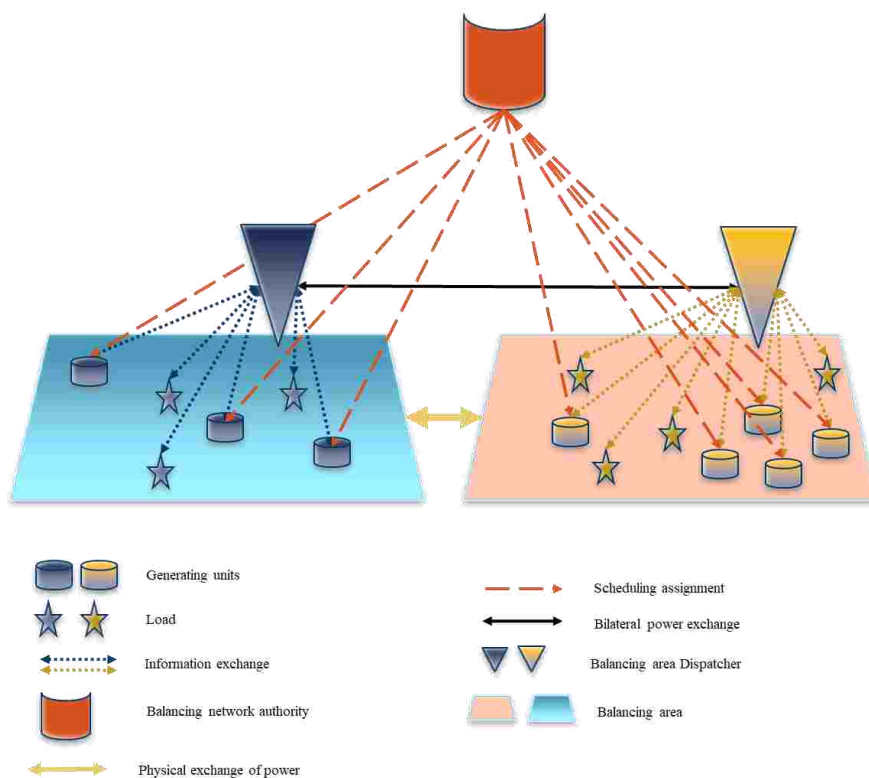 Generating units
Load
Information exchange
Balancing network authority
Physical exchange of power
Scheduling assignment
Bilateral power exchange
Balancing area Dispatcher
Balancing area